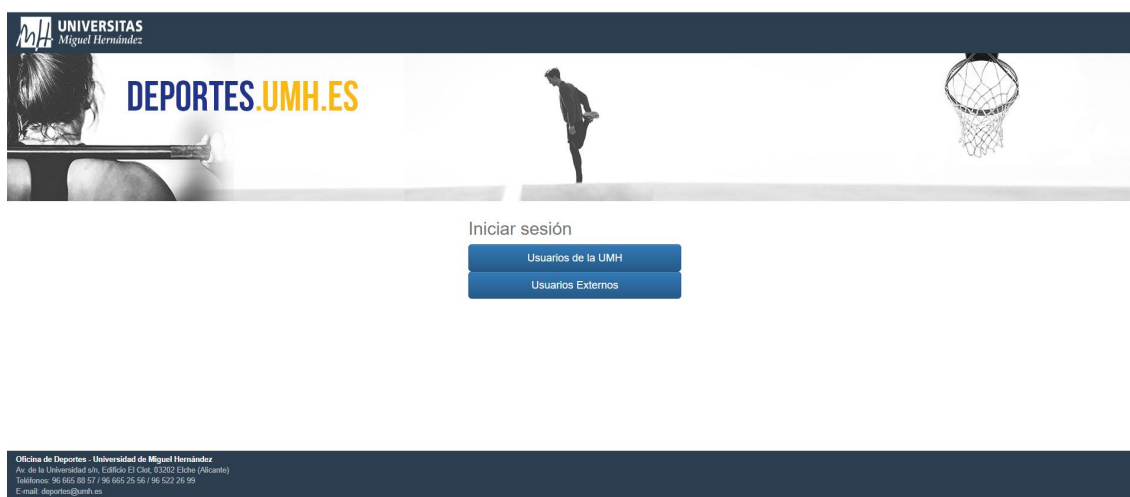 UNIVERSITAS
Miguel Hernández
DEPORTES.UMH.ES
Iniciar sesión
Usuarios de la UMH
Usuarios Externos
Oficina de Deportes - Universidad de Miguel Hernández
Av. de la Universidad s/n, Edificio El Clot, 03202 Elche (Alicante)
Teléfonos: 96 665 88 57 / 96 665 25 56 / 96 522 26 99
E-mail: deportes@umh.es